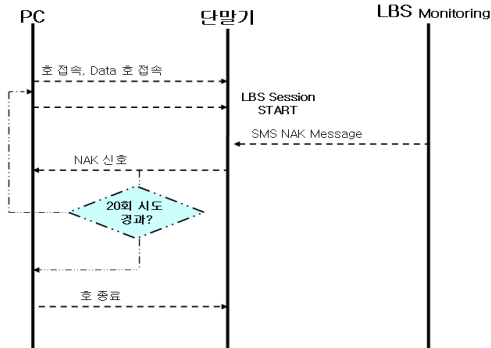 PC
단말기
LBS Monitoring
호 접속, Data 호 접속
LBS Session
START
SMS NAK Message
NAK 신호
20회 시도
경과?
호 종료